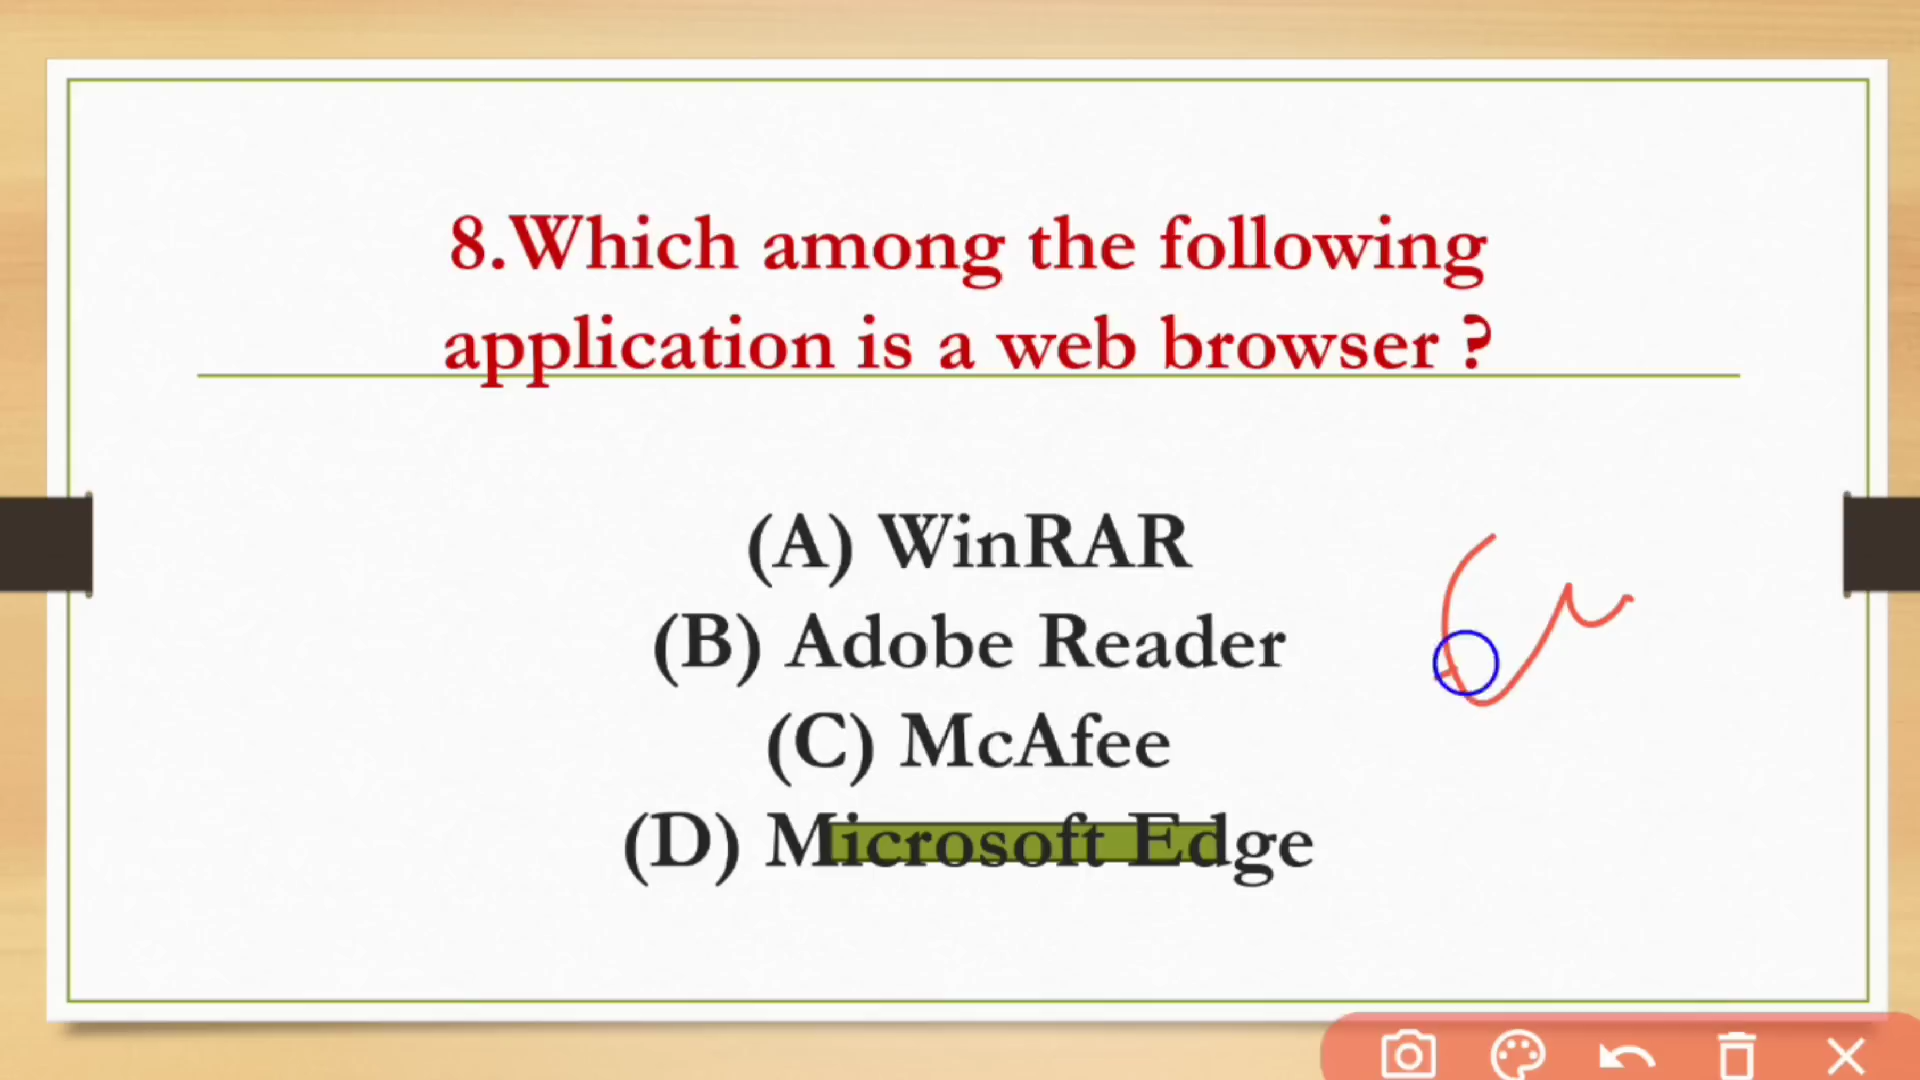 8.Which among the following
application is a web browser ?
(A) WinRAR
(B) Adobe Reader
(C) McAfee
(D) Microsoft Edge